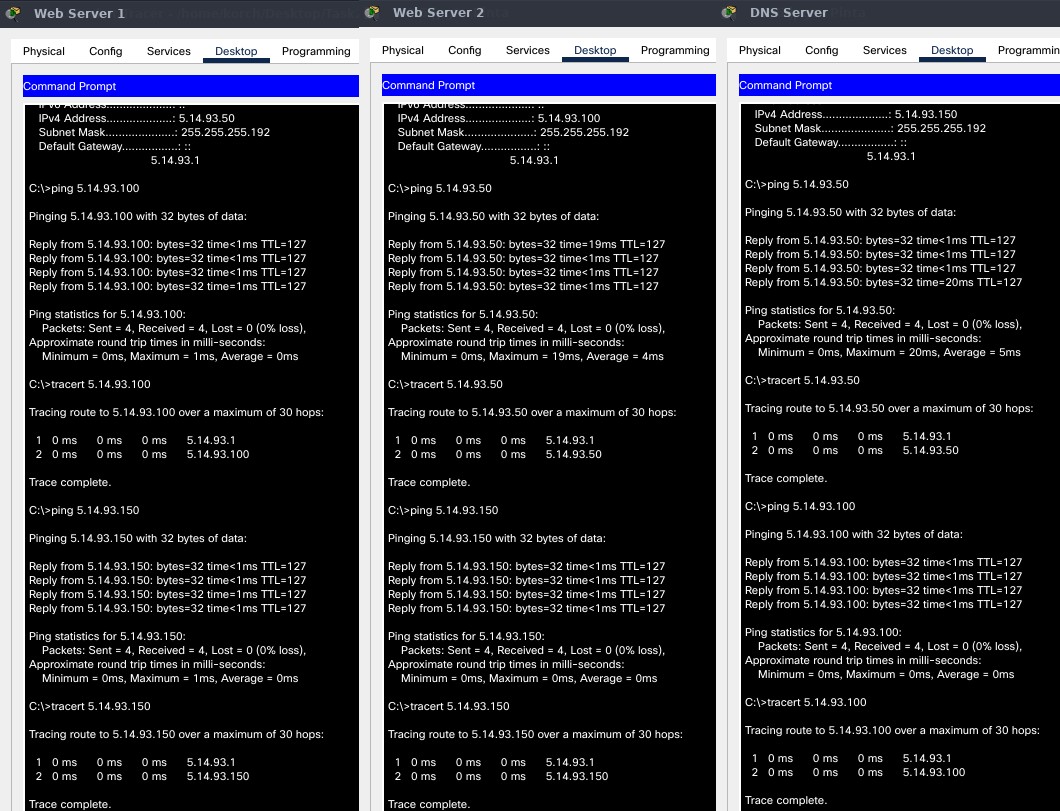 Web Server 1
Physical Config Services Desktop Programming
Command Prompt
IPv6 Address.....................: ::
IPv4 Address.....................: 5.14.93.50
Subnet Mask.....................: 255.255.255.192
Default Gateway.................: ::
5.14.93.1
C:\>ping 5.14.93.100
Pinging 5.14.93.100 with 32 bytes of data:
Reply from 5.14.93.100: bytes=32 time<1ms TTL=127
Reply from 5.14.93.100: bytes=32 time<1ms TTL=127
Reply from 5.14.93.100: bytes=32 time<1ms TTL=127
Reply from 5.14.93.100: bytes=32 time=1ms TTL=127
Ping statistics for 5.14.93.100:
Packets: Sent = 4, Received = 4, Lost = 0 (0% loss),
Approximate round trip times in milli-seconds:
Minimum = 0ms, Maximum = 1ms, Average = 0ms
C:\>tracert 5.14.93.100
Tracing route to 5.14.93.100 over a maximum of 30 hops:
1 0 ms 0 ms 0 ms 5.14.93.1
2 0 ms 0 ms 0 ms 5.14.93.100
Trace complete.
C:\>ping 5.14.93.150
Pinging 5.14.93.150 with 32 bytes of data:
Reply from 5.14.93.150: bytes=32 time<1ms TTL=127
Reply from 5.14.93.150: bytes=32 time<1ms TTL=127
Reply from 5.14.93.150: bytes=32 time=1ms TTL=127
Reply from 5.14.93.150: bytes=32 time<1ms TTL=127
Ping statistics for 5.14.93.150:
Packets: Sent = 4, Received = 4, Lost = 0 (0% loss),
Approximate round trip times in milli-seconds:
Minimum = 0ms, Maximum = 1ms, Average = 0ms
C:\>tracert 5.14.93.150
Tracing route to 5.14.93.150 over a maximum of 30 hops:
1 0 ms 0 ms 0 ms 5.14.93.1
2 0 ms 0 ms 0 ms 5.14.93.150
Trace complete.
Web Server 2
Physical Config Services Desktop Programming
Command Prompt
IPv6 Address.....................: ::
IPv4 Address.....................: 5.14.93.100
Subnet Mask.....................: 255.255.255.192
Default Gateway.................: ::
5.14.93.1
C:\>ping 5.14.93.50
Pinging 5.14.93.50 with 32 bytes of data:
Reply from 5.14.93.50: bytes=32 time=19ms TTL=127
Reply from 5.14.93.50: bytes=32 time<1ms TTL=127
Reply from 5.14.93.50: bytes=32 time<1ms TTL=127
Reply from 5.14.93.50: bytes=32 time<1ms TTL=127
Ping statistics for 5.14.93.50:
Packets: Sent = 4, Received = 4, Lost = 0 (0% loss),
Approximate round trip times in milli-seconds:
Minimum = 0ms, Maximum = 19ms, Average = 4ms
C:\>tracert 5.14.93.50
Tracing route to 5.14.93.50 over a maximum of 30 hops:
1 0 ms 0 ms 0 ms 5.14.93.1
2 0 ms 0 ms 0 ms 5.14.93.50
Trace complete.
C:\>ping 5.14.93.150
Pinging 5.14.93.150 with 32 bytes of data:
Reply from 5.14.93.150: bytes=32 time<1ms TTL=127
Reply from 5.14.93.150: bytes=32 time<1ms TTL=127
Reply from 5.14.93.150: bytes=32 time<1ms TTL=127
Reply from 5.14.93.150: bytes=32 time<1ms TTL=127
Ping statistics for 5.14.93.150:
Packets: Sent = 4, Received = 4, Lost = 0 (0% loss),
Approximate round trip times in milli-seconds:
Minimum = 0ms, Maximum = 0ms, Average = 0ms
C:\>tracert 5.14.93.150
Tracing route to 5.14.93.150 over a maximum of 30 hops:
1 0 ms 0 ms 0 ms 5.14.93.1
2 0 ms 0 ms 0 ms 5.14.93.150
Trace complete.
DNS Server
Physical Config Services Desktop Programmin
Command Prompt
IPv4 Address.....................: 5.14.93.150
Subnet Mask.....................: 255.255.255.192
Default Gateway.................: ::
5.14.93.1
C:\>ping 5.14.93.50
Pinging 5.14.93.50 with 32 bytes of data:
Reply from 5.14.93.50: bytes=32 time<1ms TTL=127
Reply from 5.14.93.50: bytes=32 time<1ms TTL=127
Reply from 5.14.93.50: bytes=32 time<1ms TTL=127
Reply from 5.14.93.50: bytes=32 time=20ms TTL=127
Ping statistics for 5.14.93.50:
Packets: Sent = 4, Received = 4, Lost = 0 (0% loss),
Approximate round trip times in milli-seconds:
Minimum = 0ms, Maximum = 20ms, Average = 5ms
C:\>tracert 5.14.93.50
Tracing route to 5.14.93.50 over a maximum of 30 hops:
1 0 ms 0 ms 0 ms 5.14.93.1
2 0 ms 0 ms 0 ms 5.14.93.50
Trace complete.
C:\>ping 5.14.93.100
Pinging 5.14.93.100 with 32 bytes of data:
Reply from 5.14.93.100: bytes=32 time<1ms TTL=127
Reply from 5.14.93.100: bytes=32 time<1ms TTL=127
Reply from 5.14.93.100: bytes=32 time<1ms TTL=127
Reply from 5.14.93.100: bytes=32 time<1ms TTL=127
Ping statistics for 5.14.93.100:
Packets: Sent = 4, Received = 4, Lost = 0 (0% loss),
Approximate round trip times in milli-seconds:
Minimum = 0ms, Maximum = 0ms, Average = 0ms
C:\>tracert 5.14.93.100
Tracing route to 5.14.93.100 over a maximum of 30 hops:
1 0 ms 0 ms 0 ms 5.14.93.1
2 0 ms 0 ms 0 ms 5.14.93.100
Trace complete.